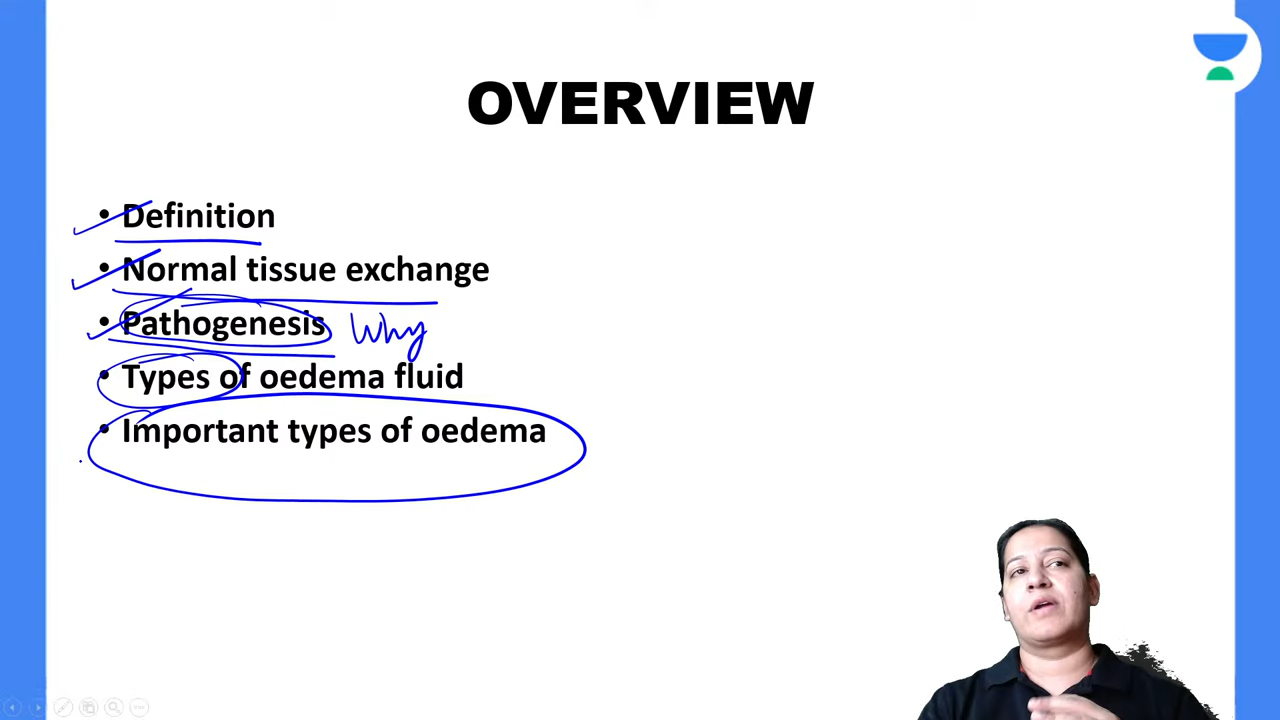 OVERVIEW
• Definition
• Normal tissue exchange
• Pathogenesis Why
• Types of oedema fluid
• Important types of oedema